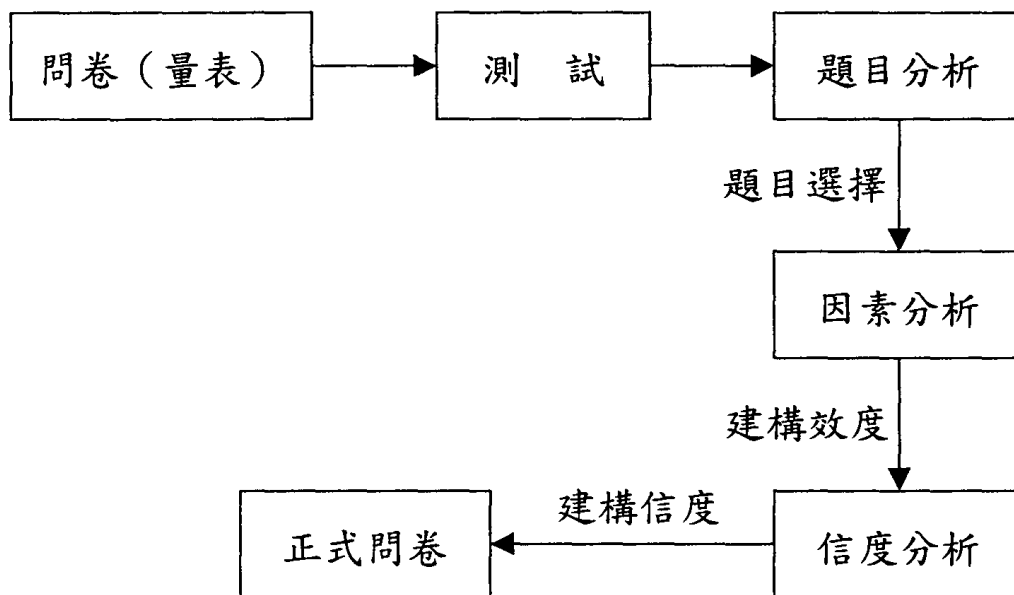 問卷（量表）
測　試
題目分析
題目選擇
因素分析
建構效度
信度分析
建構信度
正式問卷